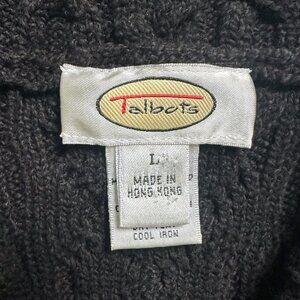 Talbots
L
MADE IN
HONG KONG
COOL IRON